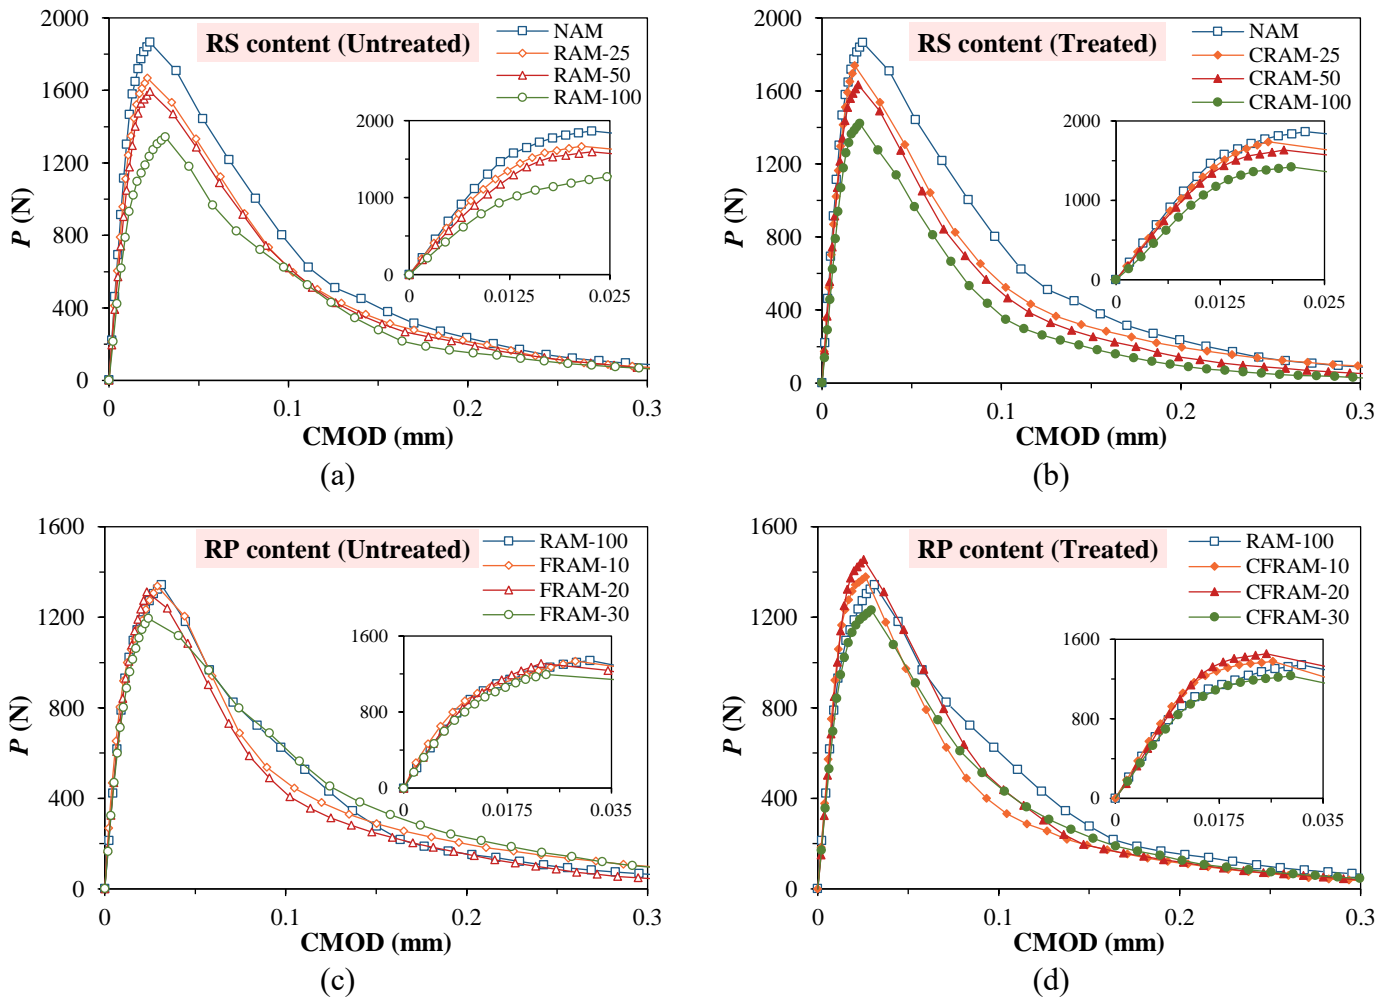 RS content (Untreated)
NAM
RAM-25
RAM-50
RAM-100
2000
1600
1200
800
400
0
P (N)
2000
1000
0
0
0.0125
0.025
0
0.1
0.2
0.3
CMOD (mm)
(a)
RS content (Treated)
NAM
CRAM-25
CRAM-50
CRAM-100
2000
1600
1200
800
400
0
P (N)
2000
1000
0
0
0.0125
0.025
0
0.1
0.2
0.3
CMOD (mm)
(b)
RP content (Untreated)
RAM-100
FRAM-10
FRAM-20
FRAM-30
1600
1200
800
400
0
P (N)
1600
800
0
0
0.0175
0.035
0
0.1
0.2
0.3
CMOD (mm)
(c)
RP content (Treated)
RAM-100
CFRAM-10
CFRAM-20
CFRAM-30
1600
1200
800
400
0
P (N)
1600
800
0
0
0.0175
0.035
0
0.1
0.2
0.3
CMOD (mm)
(d)